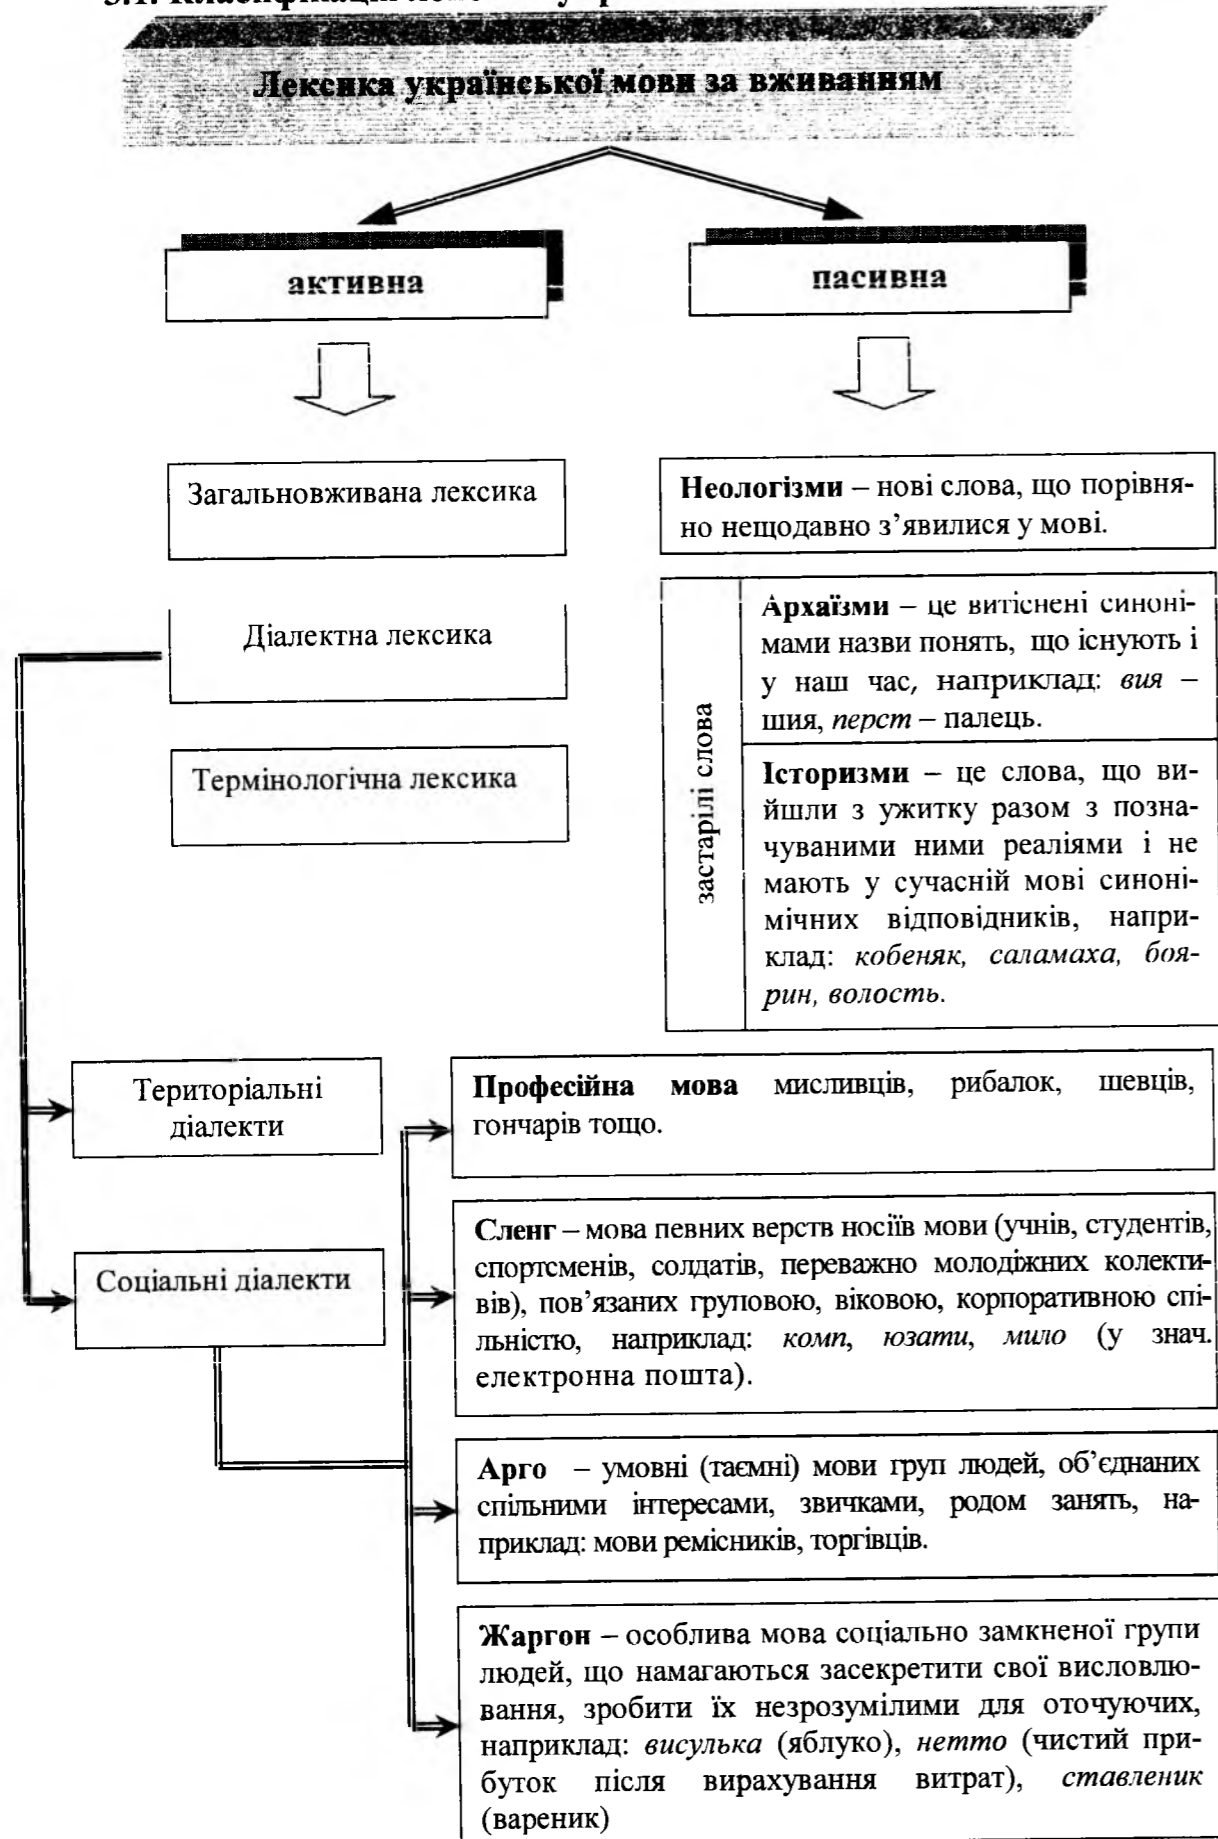 3.1. Класифікація
Лексика української мови за вживанням
активна
пасивна
Загальновживана лексика
Неологізми – нові слова, що порівня-
но нещодавно з’явилися у мові.
Діалектна лексика
Термінологічна лексика
застарілі слова
Архаїзми – це витіснені синоні-
мами назви понять, що існують і
у наш час, наприклад: вия –
шия, перст – палець.
Історизми – це слова, що ви-
йшли з ужитку разом з позна-
чуваними ними реаліями і не
мають у сучасній мові синоні-
мічних відповідників, напри-
клад: кобеняк, саламаха, боя-
рин, волость.
Територіальні
діалекти
Соціальні діалекти
Професійна мова мисливців, рибалок, шевців,
гончарів тощо.
Сленг – мова певних верств носіїв мови (учнів, студентів,
спортсменів, солдатів, переважно молодіжних колекти-
вів), пов’язаних груповою, віковою, корпоративною спі-
льністю, наприклад: комп, юзати, мило (у знач.
електронна пошта).
Арго – умовні (таємні) мови груп людей, об’єднаних
спільними інтересами, звичками, родом занять, на-
приклад: мови ремісників, торгівців.
Жаргон – особлива мова соціально замкненої групи
людей, що намагаються засекретити свої висловлю-
вання, зробити їх незрозумілими для оточуючих,
наприклад: висулька (яблуко), нетто (чистий при-
буток після вирахування витрат), ставленик
(вареник)